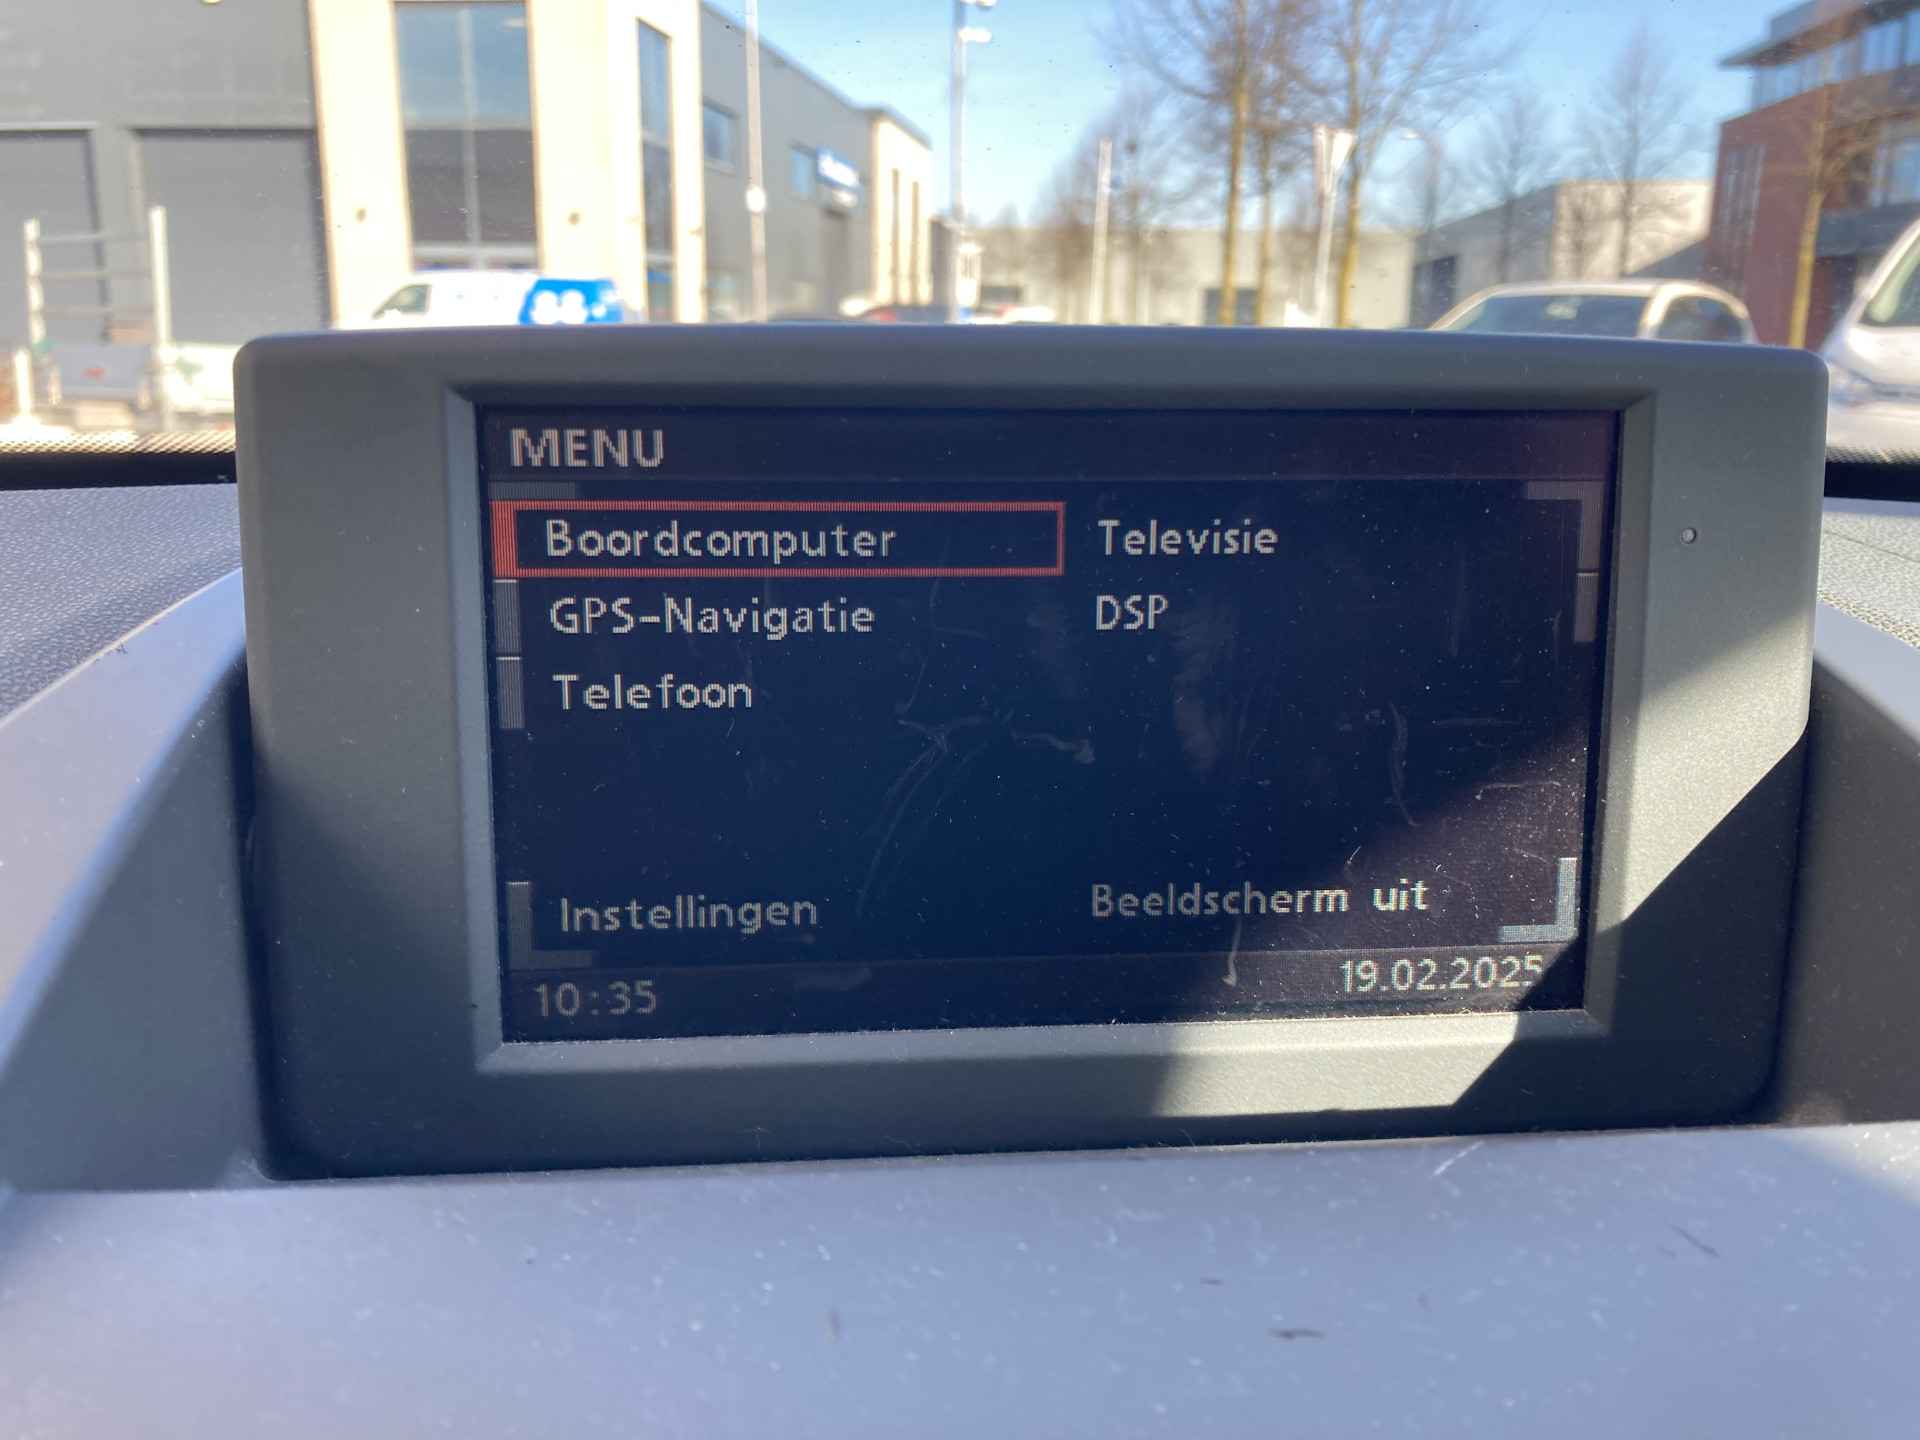 MENU
Boordcomputer
Televisie
GPS-Navigatie
DSP
Telefoon
Instellingen
Beeldscherm uit
10:35
19.02.2025